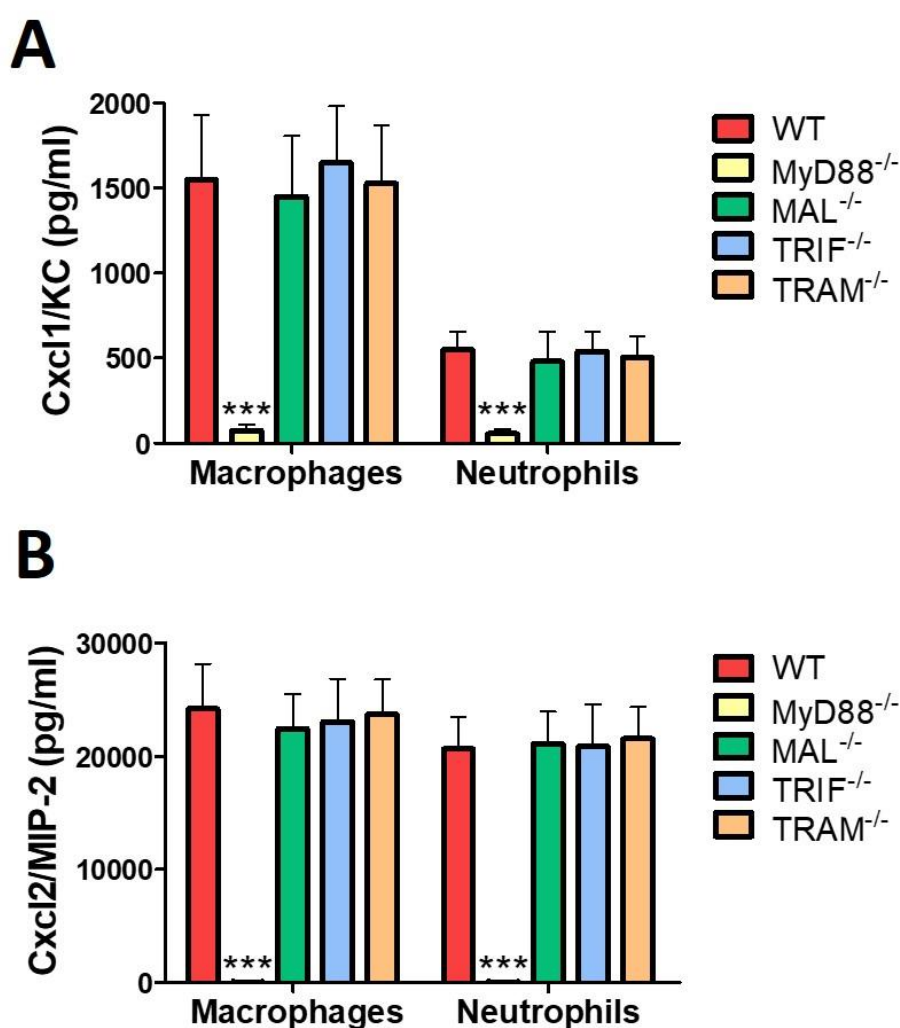 A
Cxcl1/KC (pg/ml)
2000
1500
1000
500
0
***
***
Macrophages
Neutrophils
WT
MyD88-/-
MAL-/-
TRIF-/-
TRAM-/-
B
Cxcl2/MIP-2 (pg/ml)
30000
20000
10000
0
***
***
Macrophages
Neutrophils
WT
MyD88-/-
MAL-/-
TRIF-/-
TRAM-/-